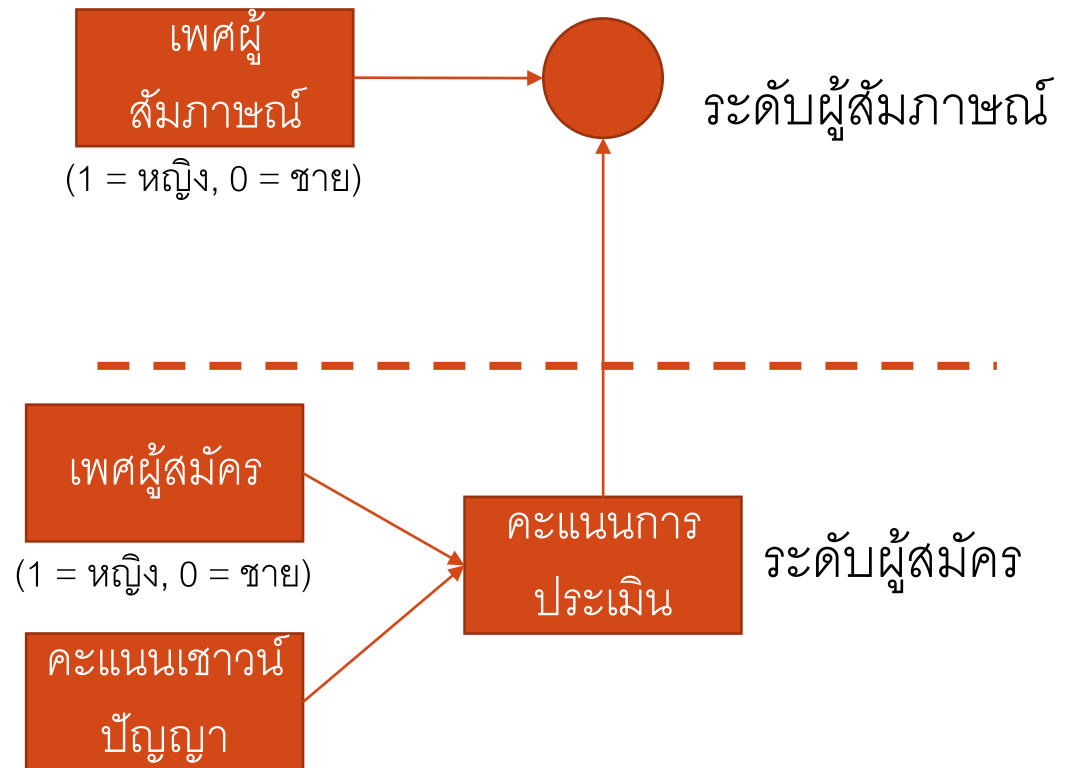 เพศผู้
สัมภาษณ์
(1 = หญิง, 0 = ชาย)
ระดับผู้สัมภาษณ์
เพศผู้สมัคร
(1 = หญิง, 0 = ชาย)
คะแนนเชาวน์
ปัญญา
คะแนนการ
ประเมิน
ระดับผู้สมัคร